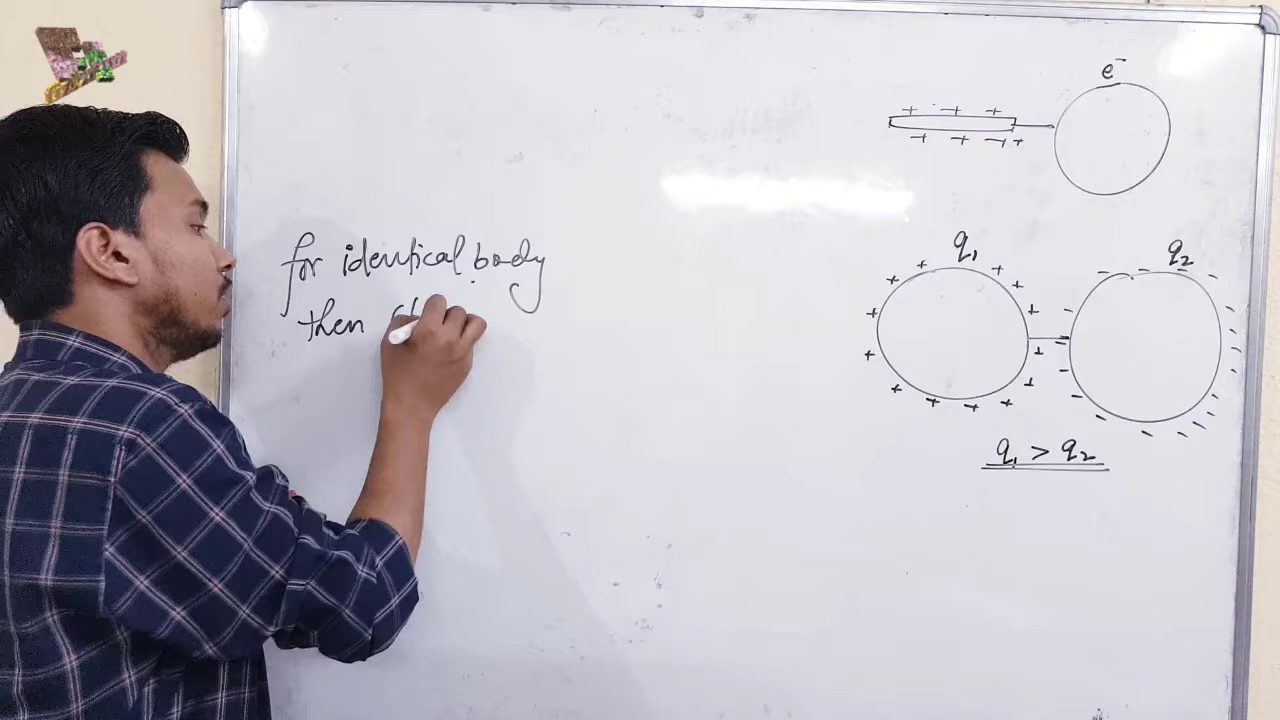 for identical body
then
e⁻
+ + +
+ + + +
q₁
q₂
q₁ > q₂